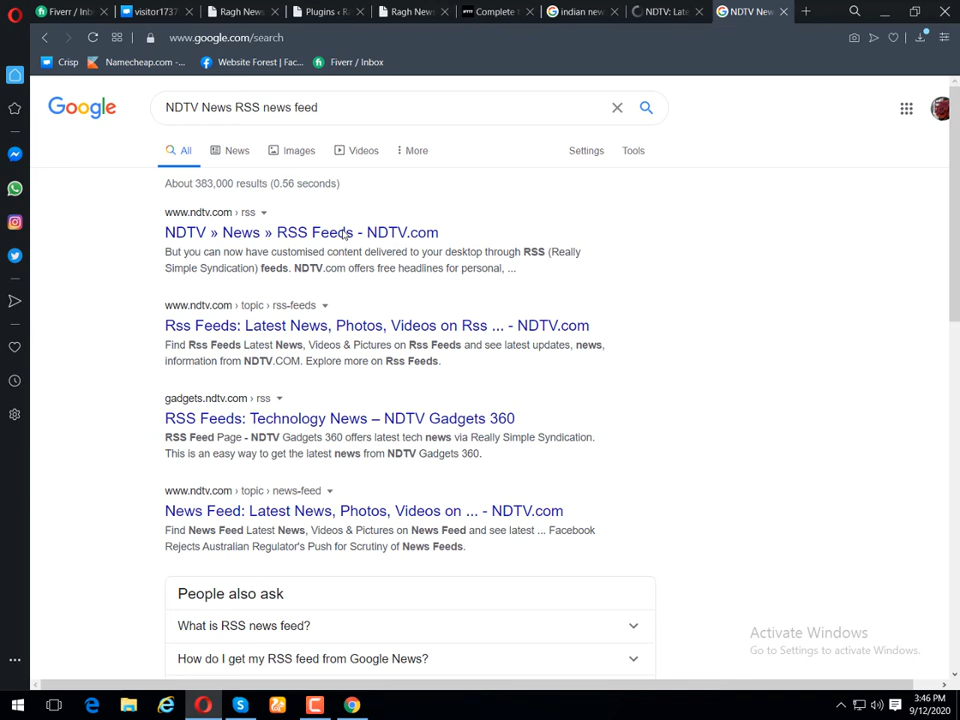 Fiverr / In
visitor1737
Ragh News
Plugins ‹ Ra
Ragh News
Complete t
indian new
NDTV: Late
NDTV New
www.google.com/search
Crisp
Namecheap.com -...
Website Forest | Fac...
Fiverr / Inbox
Google
NDTV News RSS news feed
All
News
Images
Videos
More
Settings
Tools
About 383,000 results (0.56 seconds)
www.ndtv.com › rss
NDTV » News » RSS Feeds - NDTV.com
But you can now have customised content delivered to your desktop through RSS (Really
Simple Syndication) feeds. NDTV.com offers free headlines for personal, ...
www.ndtv.com › topic › rss-feeds
Rss Feeds: Latest News, Photos, Videos on Rss ... - NDTV.com
Find Rss Feeds Latest News, Videos & Pictures on Rss Feeds and see latest updates, news,
information from NDTV.COM. Explore more on Rss Feeds.
gadgets.ndtv.com › rss
RSS Feeds: Technology News – NDTV Gadgets 360
RSS Feed Page - NDTV Gadgets 360 offers latest tech news via Really Simple Syndication.
This is an easy way to get the latest news from NDTV Gadgets 360.
www.ndtv.com › topic › news-feed
News Feed: Latest News, Photos, Videos on ... - NDTV.com
Find News Feed Latest News, Videos & Pictures on News Feed and see latest ... Facebook
Rejects Australian Regulator's Push for Scrutiny of News Feeds.
People also ask
What is RSS news feed?
How do I get my RSS feed from Google News?
Activate Windows
Go to Settings to activate Windows.
3:46 PM
9/12/2020